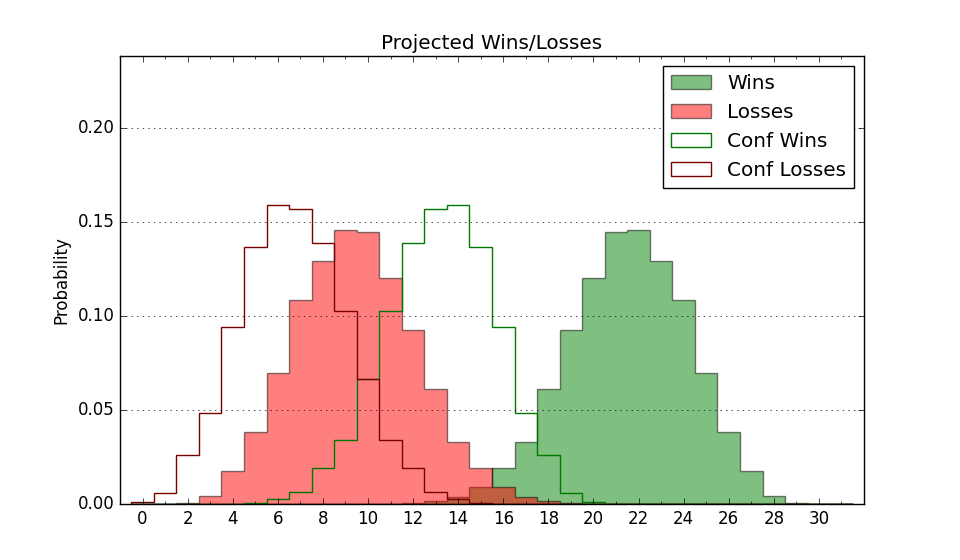 Projected Wins/Losses
Wins
Losses
Conf Wins
Conf Losses
Probability
0.20
0.15
0.10
0.05
0.00
0 2 4 6 8 10 12 14 16 18 20 22 24 26 28 30